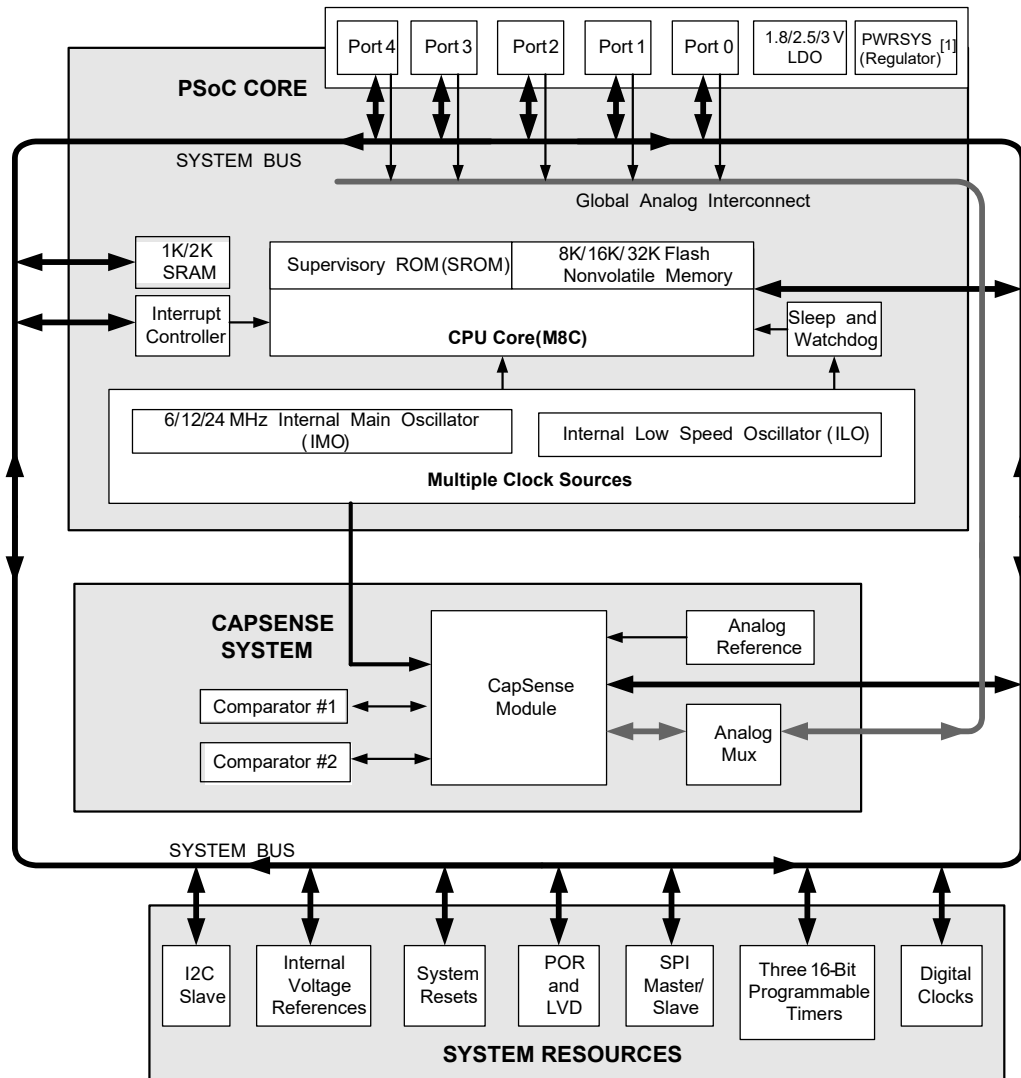 Port 4
Port 3
Port 2
Port 1
Port 0
1.8/2.5/3 V
LDO
PWRSYS
(Regulator)[1]
PSoC CORE
SYSTEM BUS
Global Analog Interconnect
1K/2K
SRAM
Supervisory ROM (SROM)
8K/16K/32K Flash
Nonvolatile Memory
Interrupt
Controller
CPU Core(M8C)
Sleep and
Watchdog
6/12/24 MHz Internal Main Oscillator
(IMO)
Internal Low Speed Oscillator (ILO)
Multiple Clock Sources
CAPSENSE
SYSTEM
CapSense
Module
Analog
Reference
Comparator #1
Comparator #2
Analog
Mux
SYSTEM BUS
I2C
Slave
Internal
Voltage
References
System
Resets
POR
and
LVD
SPI
Master/
Slave
Three 16-Bit
Programmable
Timers
Digital
Clocks
SYSTEM RESOURCES